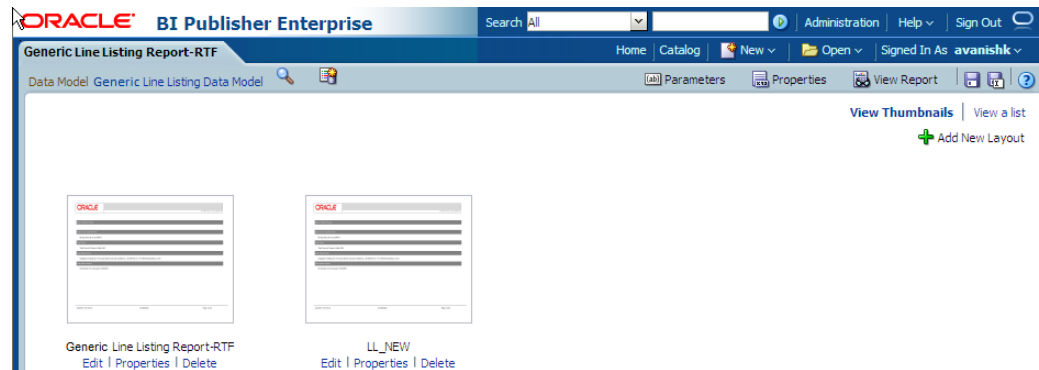 ORACLE BI Publisher Enterprise Search All Administration Help Sign Out
Generic Line Listing Report-RTF Home Catalog New Open Signed In As avanishk
Data Model Generic Line Listing Data Model Parameters Properties View Report
View Thumbnails View a list
Add New Layout
ORACLE ORACLE
Generic Line Listing Report-RTF LL_NEW
Edit Properties Delete Edit Properties Delete